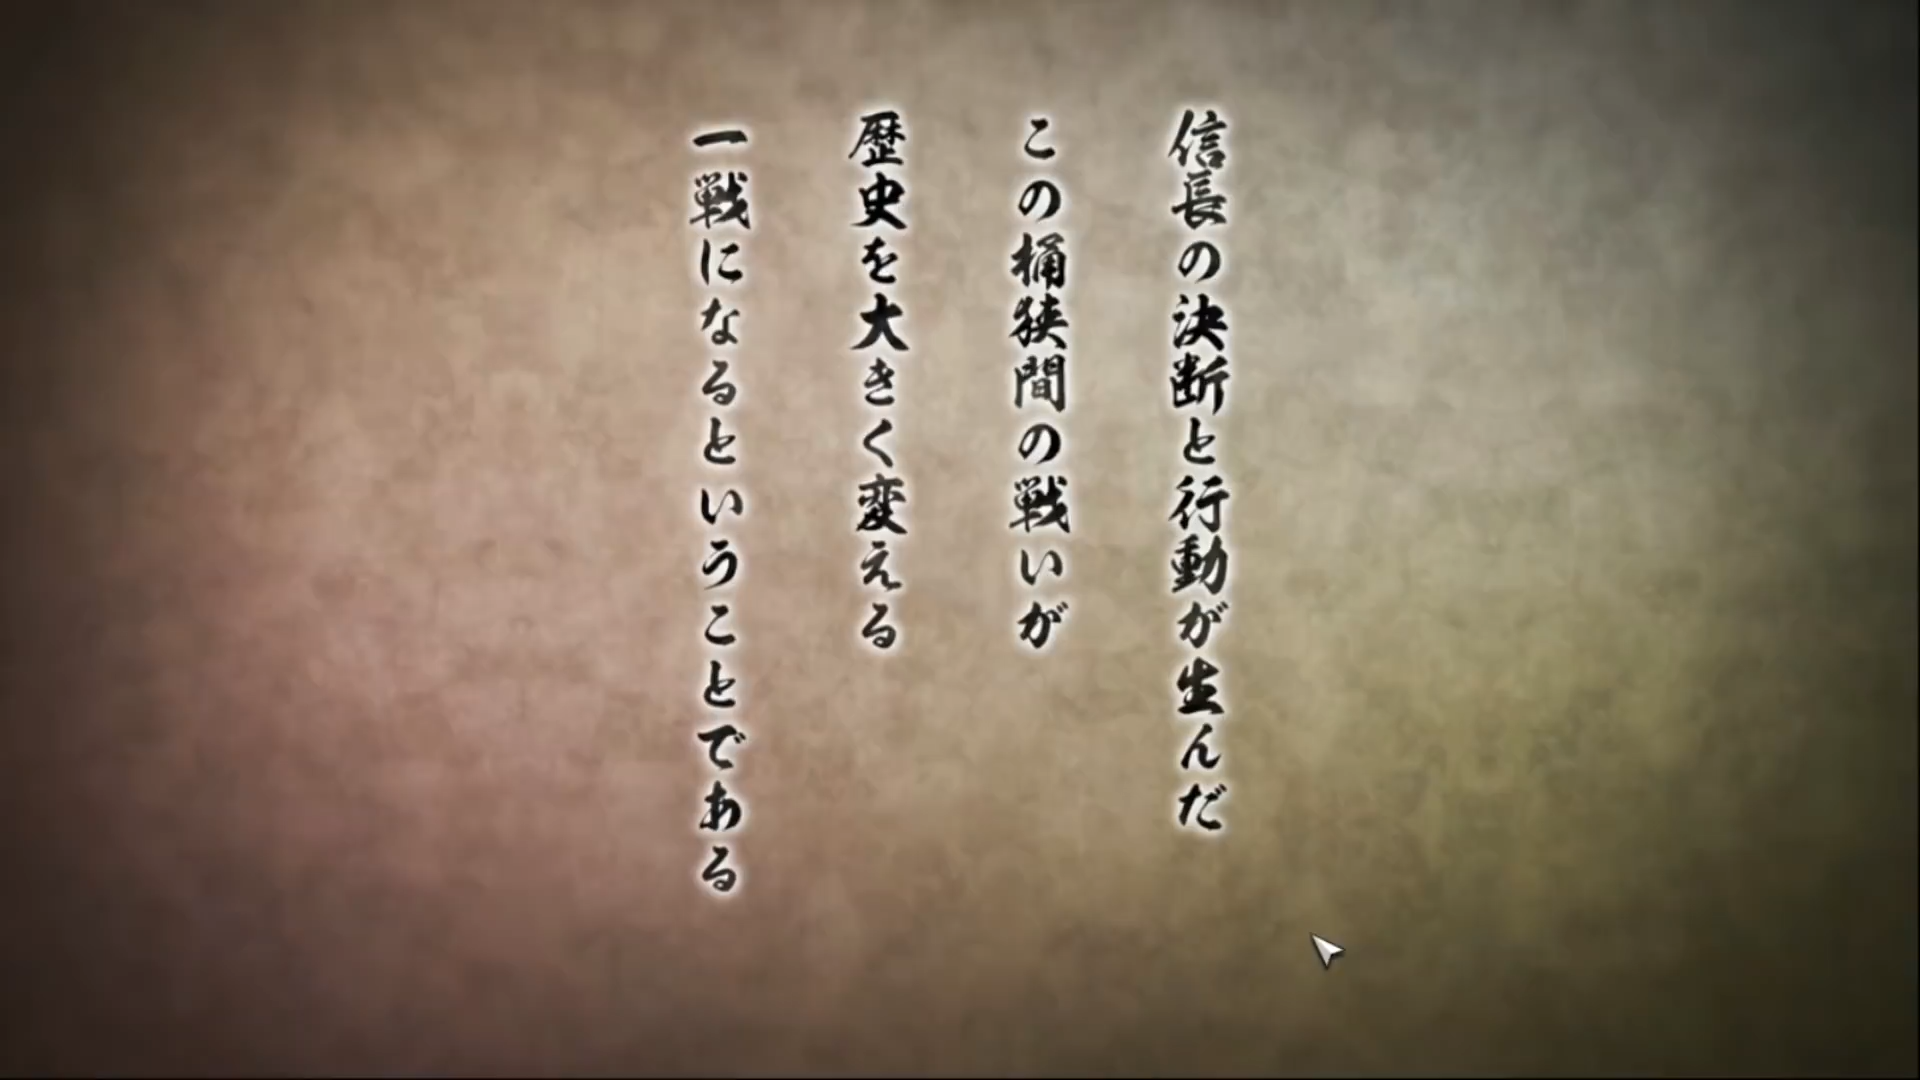 信長の決断と行動が生んだ
この桶狭間の戦いが
歴史を大きく変える
一戦になるということである